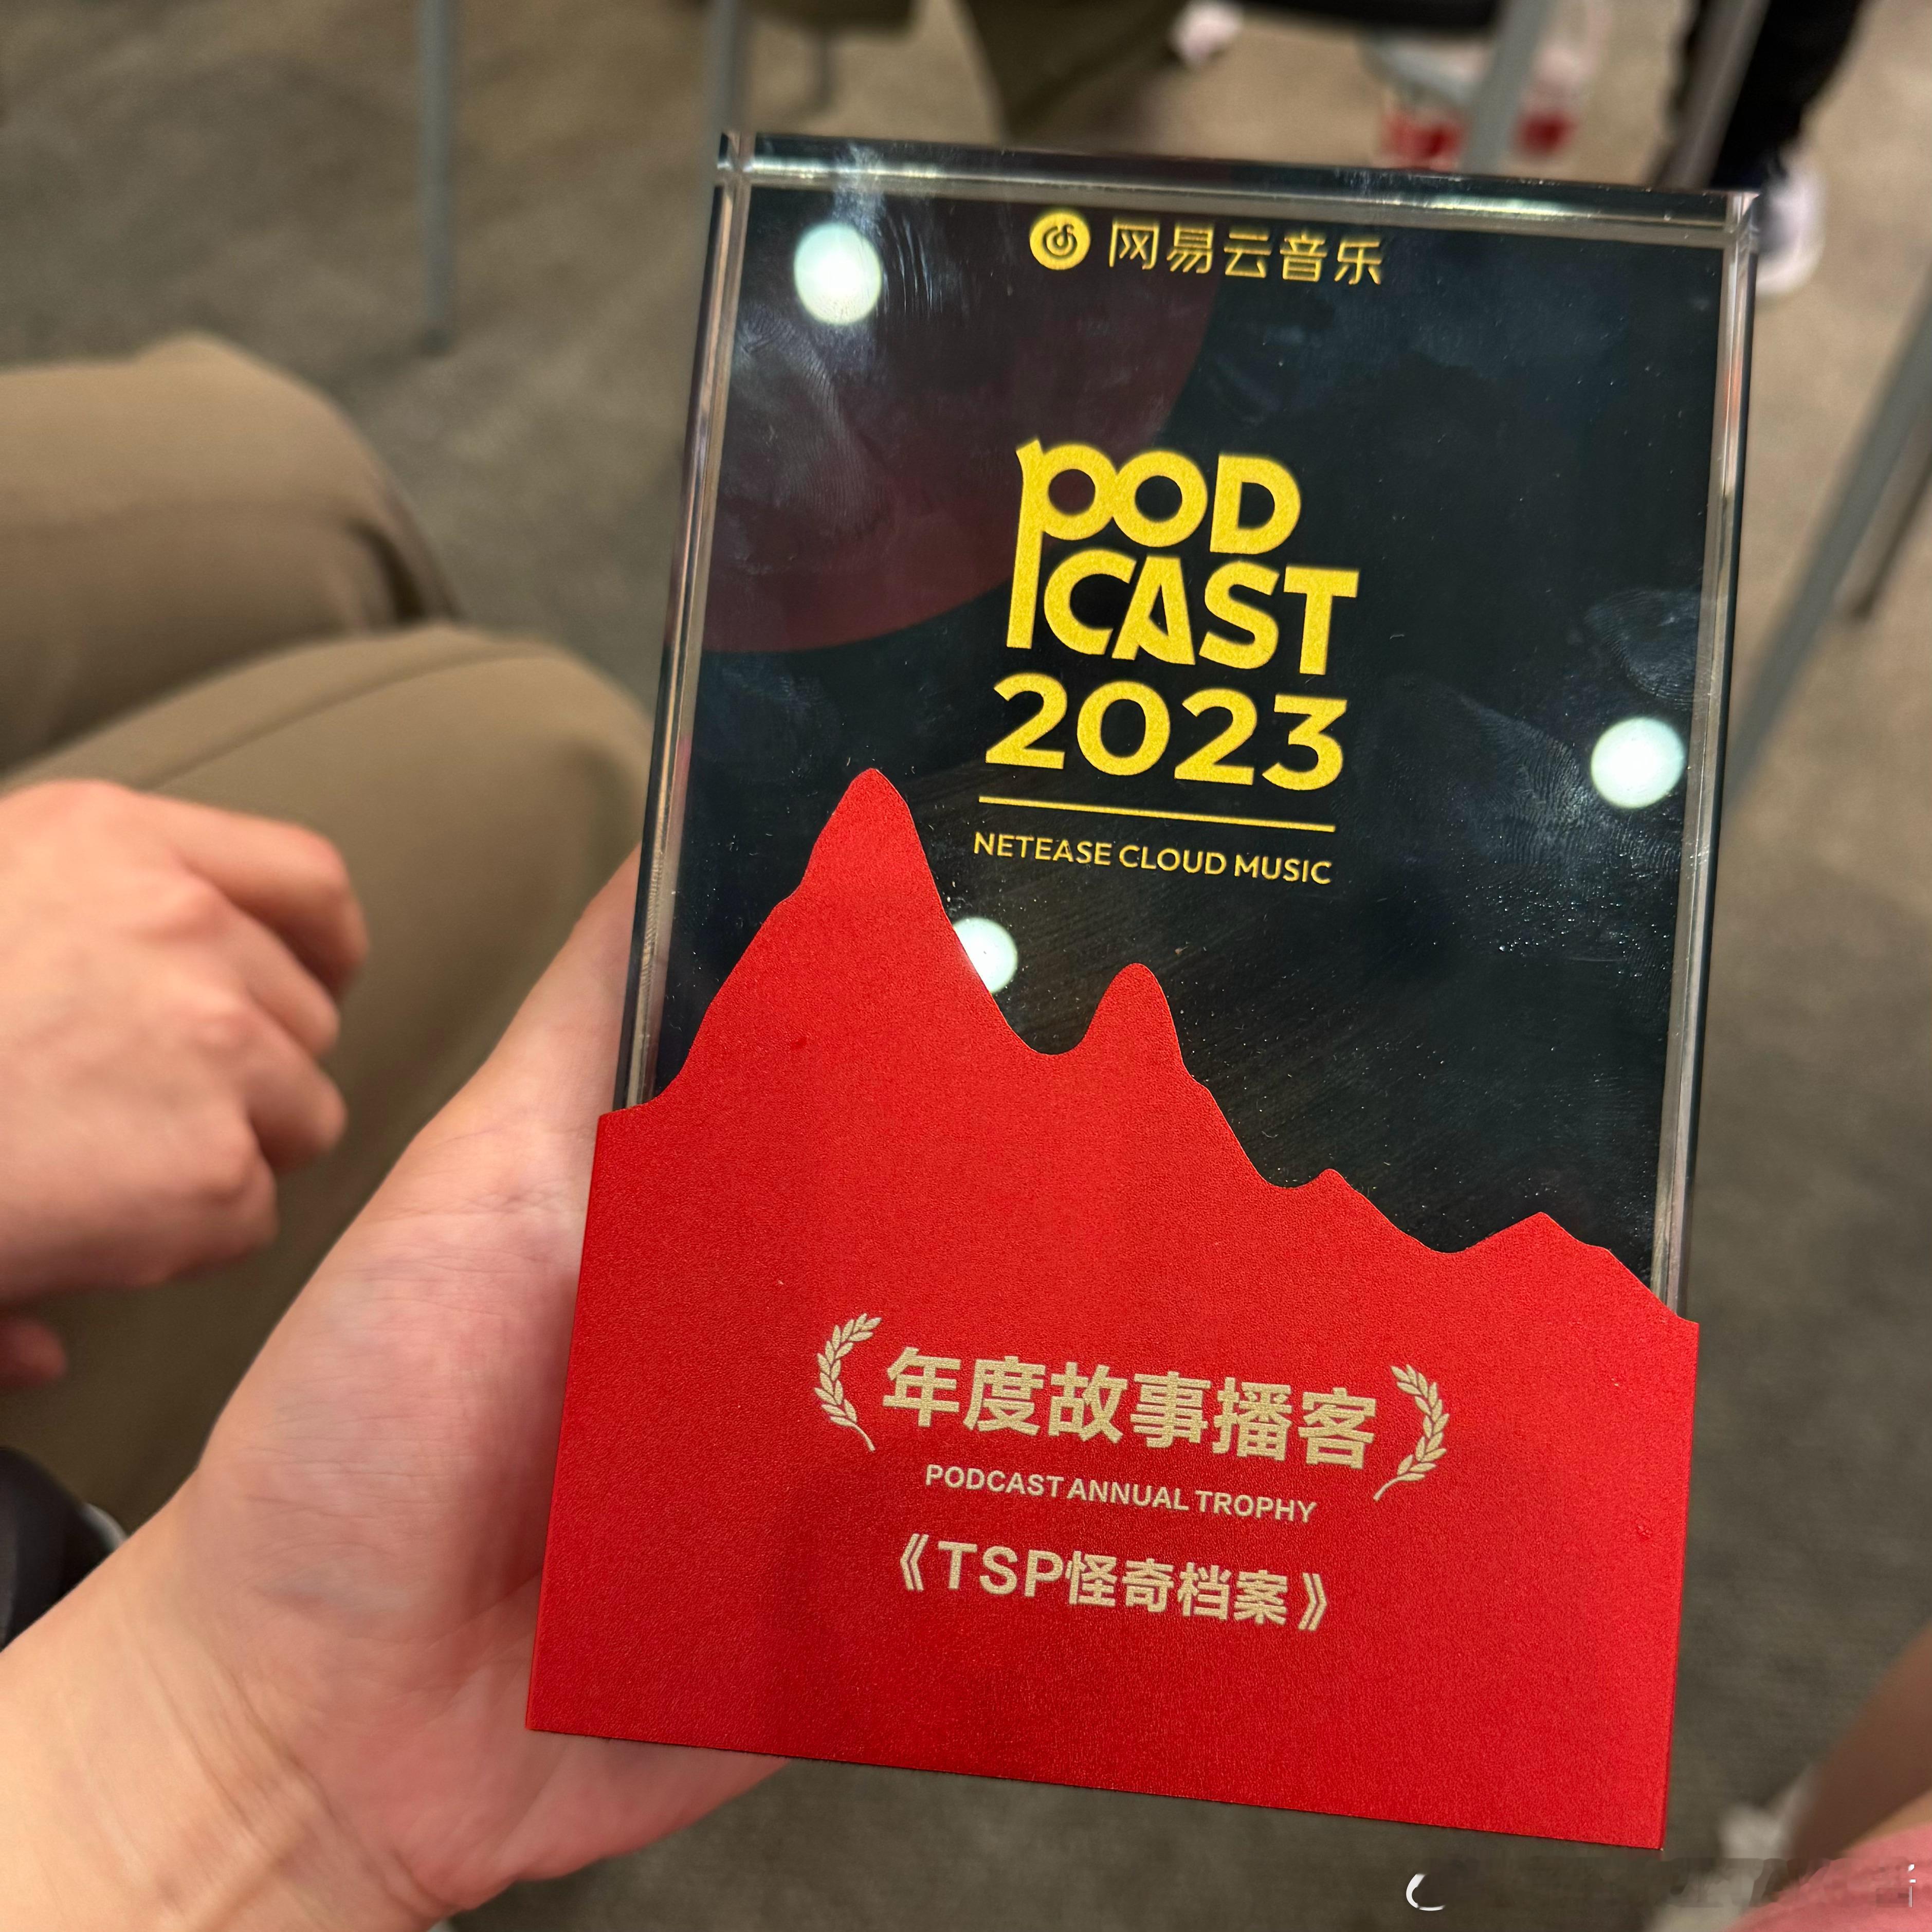 网易云音乐
POD
CAST
2023
NETEASE CLOUD MUSIC
年度故事播客
PODCAST ANNUAL TROPHY
《TSP怪奇档案》